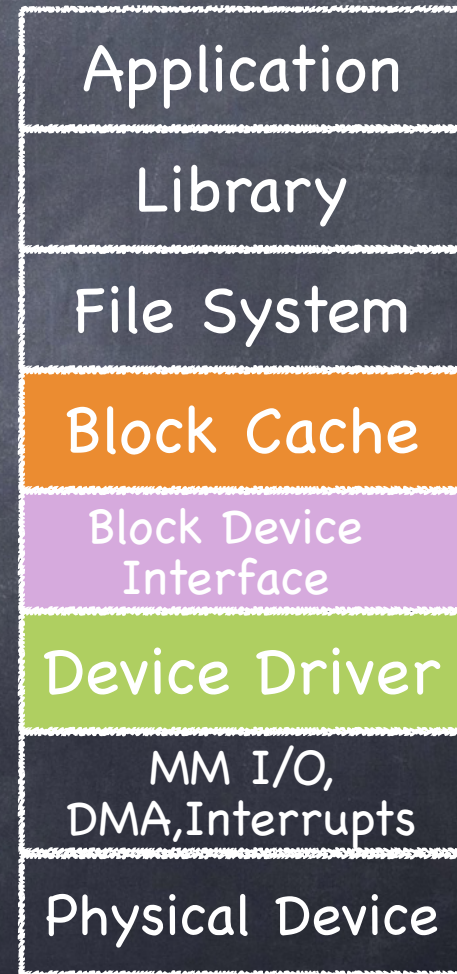 Application
Library
File System
Block Cache
Block Device
Interface
Device Driver
MM I/O,
DMA,Interrupts
Physical Device